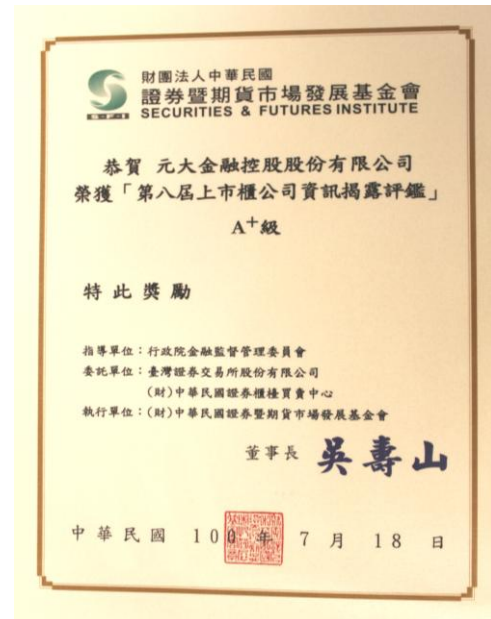 財團法人中華民國
證券暨期貨市場發展基金會
SECURITIES & FUTURES INSTITUTE
S·F·I
恭賀 元大金融控股股份有限公司
榮獲「第八屆上市櫃公司資訊揭露評鑑」
A+級
特此獎勵
指導單位：行政院金融監督管理委員會
委託單位：臺灣證券交易所股份有限公司
(財)中華民國證券櫃檯買賣中心
執行單位：(財)中華民國證券暨期貨市場發展基金會
董事長 吳壽山
中華民國 100 年 7 月 18 日